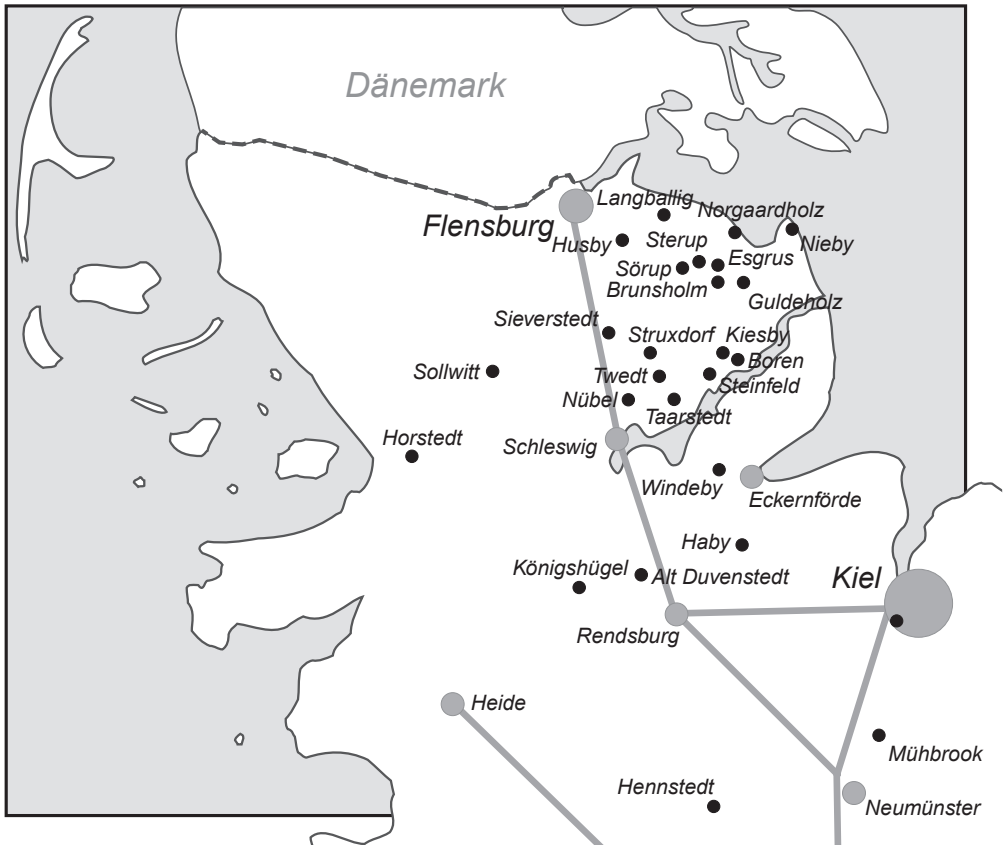 Dänemark
Langballig
Norgaardholz
Flensburg
Husby
Sterup
Nieby
Esgrus
Sörup
Brunsholm
Guldeholz
Sieverstedt
Struxdorf
Kiesby
Boren
Sollwitt
Twedt
Steinfeld
Nübel
Taarstedt
Horstedt
Schleswig
Windeby
Eckernförde
Haby
Königshügel
Alt Duvenstedt
Kiel
Rendsburg
Heide
Mühbrook
Hennstedt
Neumünster